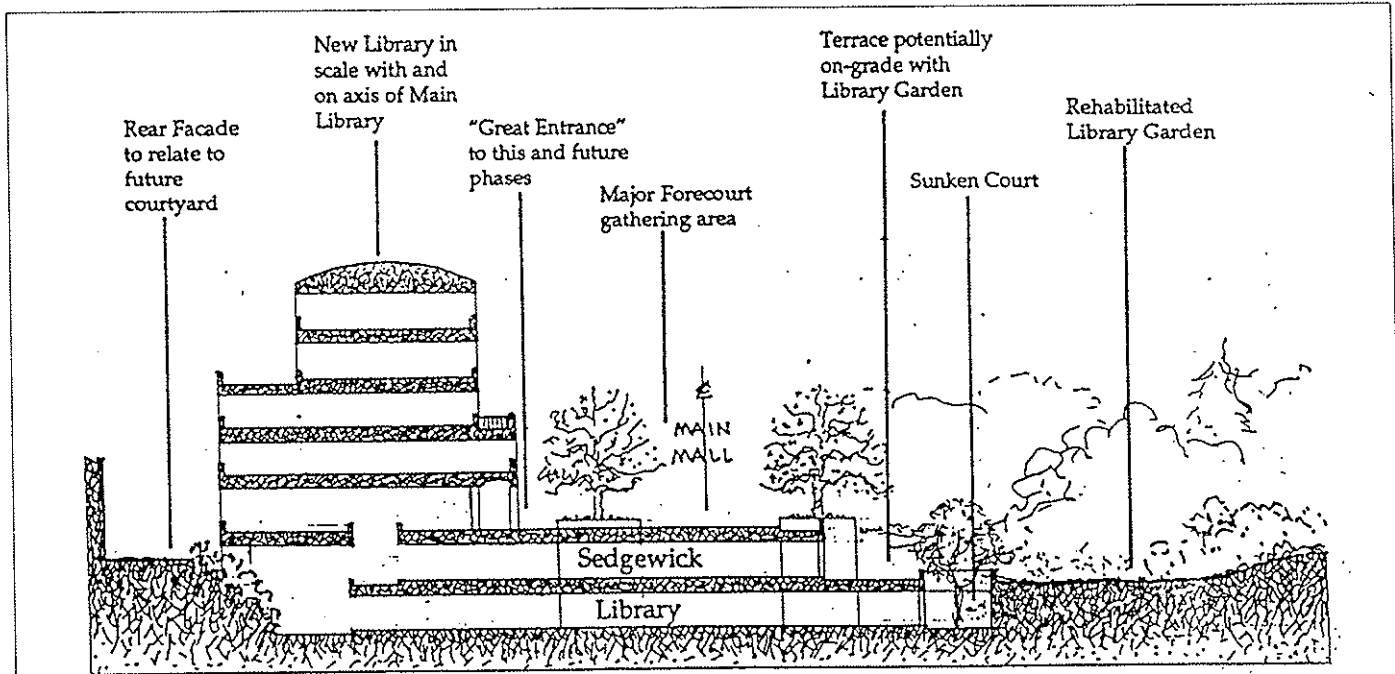 New Library in
scale with and
on axis of Main
Library
Terrace potentially
on-grade with
Library Garden
Rear Facade
to relate to
future
courtyard
"Great Entrance"
to this and future
phases
Major Forecourt
gathering area
Sunken Court
Rehabilitated
Library Garden
MAIN
MALL
Sedgewick
Library